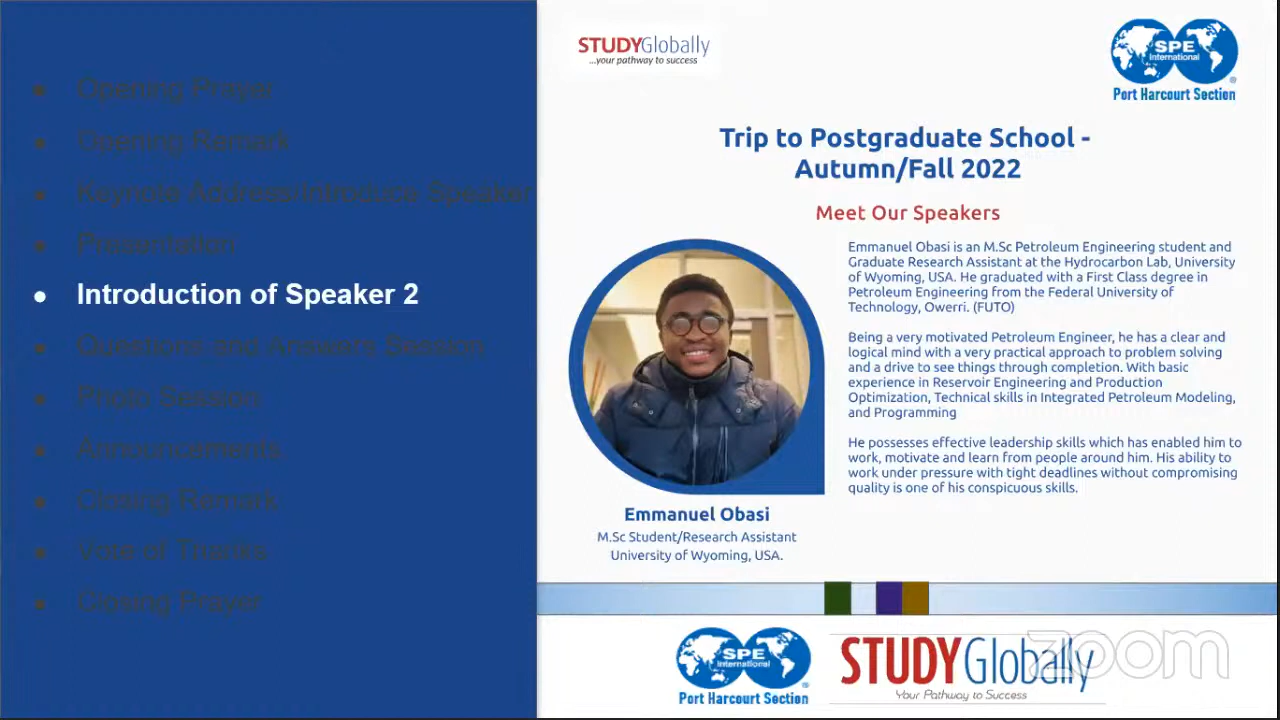 Opening Prayer
Opening Remark
Keynote Address/Introduce Speaker
Presentation
Introduction of Speaker 2
Questions and Answers Session
Photo Session
Announcements
Closing Remark
Vote of Thanks
Closing Prayer
STUDYGlobally
...your pathway to success
SPE
International
Port Harcourt Section
Trip to Postgraduate School -
Autumn/Fall 2022
Meet Our Speakers
Emmanuel Obasi is an M.Sc Petroleum Engineering student and
Graduate Research Assistant at the Hydrocarbon Lab, University
of Wyoming, USA. He graduated with a First Class degree in
Petroleum Engineering from the Federal University of
Technology, Owerri. (FUTO)
Being a very motivated Petroleum Engineer, he has a clear and
logical mind with a very practical approach to problem solving
and a drive to see things through completion. With basic
experience in Reservoir Engineering and Production
Optimization, Technical skills in Integrated Petroleum Modeling,
and Programming
He possesses effective leadership skills which has enabled him to
work, motivate and learn from people around him. His ability to
work under pressure with tight deadlines without compromising
quality is one of his conspicuous skills.
Emmanuel Obasi
M.Sc Student/Research Assistant
University of Wyoming, USA.
SPE
International
Port Harcourt Section
STUDYGlobally
Your Pathway to Success
zoom